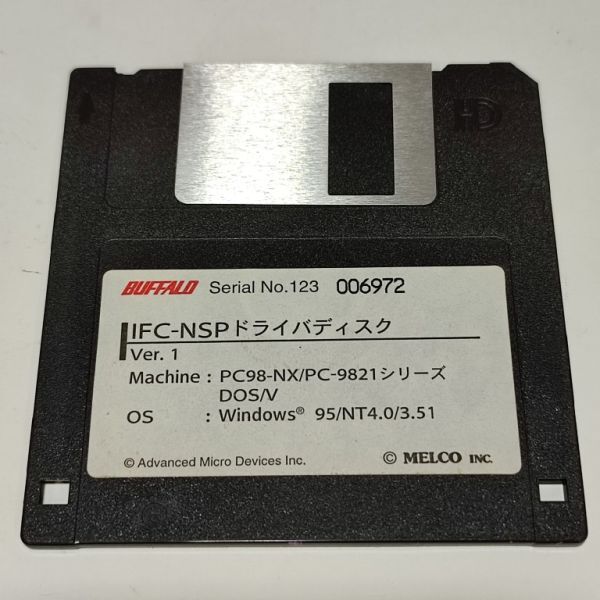 HD
BUFFALO Serial No.123 006972
IFC-NSPドライバディスク
Ver. 1
Machine : PC98-NX/PC-9821シリーズ
DOS/V
OS : Windows® 95/NT4.0/3.51
© Advanced Micro Devices Inc. © MELCO INC.